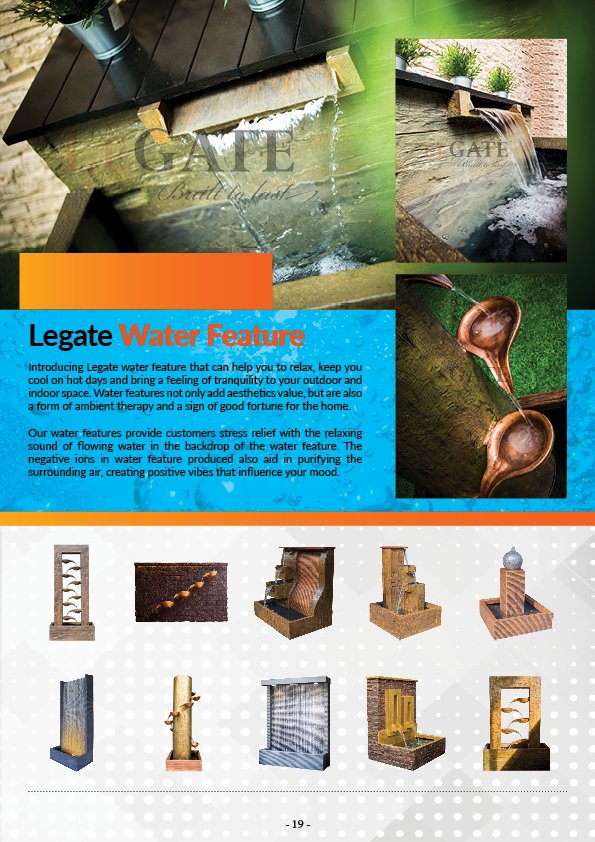 LEGATE
Built to last
LEGATE
Built to last
Legate Water Feature
Introducing Legate water feature that can help you to relax, keep you
cool on hot days and bring a feeling of tranquility to your outdoor and
indoor space. Water features not only add aesthetics value, but are also
a form of ambient therapy and a sign of good fortune for the home.
Our water features provide customers stress relief with the relaxing
sound of flowing water in the backdrop of the water feature. The
negative ions in water feature produced also aid in purifying the
surrounding air, creating positive vibes that influence your mood.
- 19 -